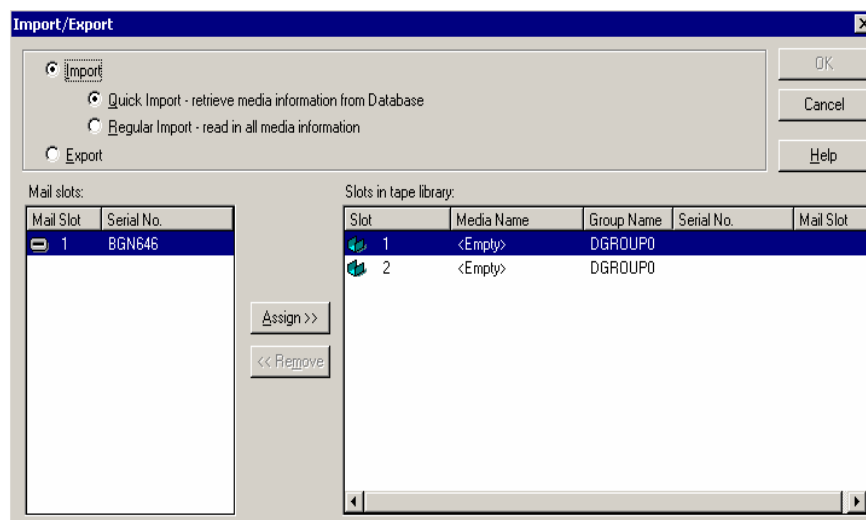 Import/Export
Import
Quick Import - retrieve media information from Database
Regular Import - read in all media information
Export
OK
Cancel
Help
Mail slots:
Slots in tape library:
Mail Slot Serial No.
1 BGN646
Slot Media Name Group Name Serial No. Mail Slot
1 <Empty> DGROUP0
2 <Empty> DGROUP0
Assign >>
<< Remove